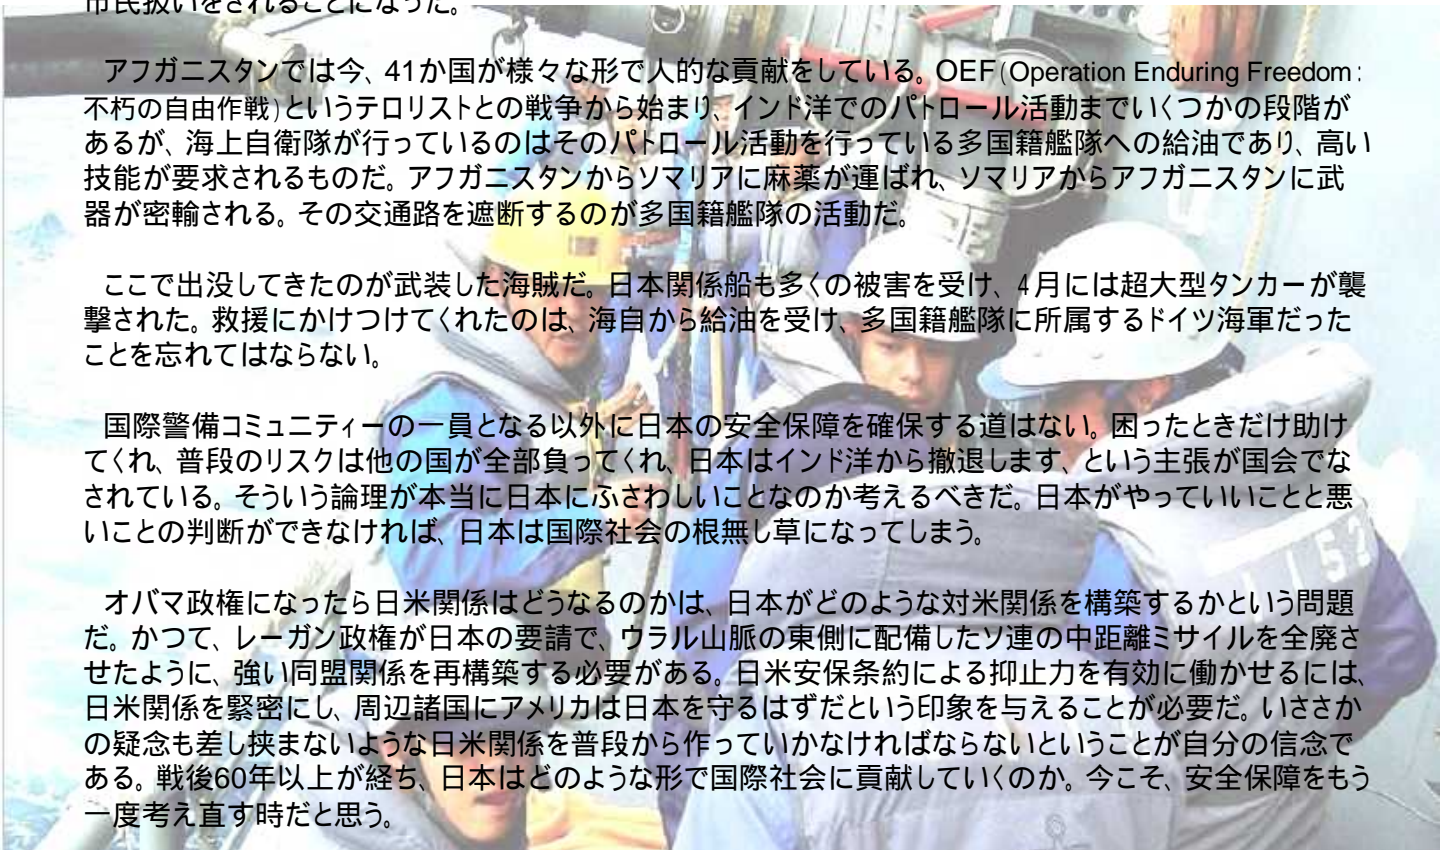 市民扱いをされることになった。
アフガニスタンでは今、41か国が様々な形で人的な貢献をしている。OEF(Operation Enduring Freedom:
不朽の自由作戦)というテロリストとの戦争から始まり、インド洋でのパトロール活動までいくつかの段階が
あるが、海上自衛隊が行っているのはそのパトロール活動を行っている多国籍艦隊への給油であり、高い
技能が要求されるものだ。アフガニスタンからソマリアに麻薬が運ばれ、ソマリアからアフガニスタンに武
器が密輸される。その交通路を遮断するのが多国籍艦隊の活動だ。
ここで出没してきたのが武装した海賊だ。日本関係船も多くの被害を受け、4月には超大型タンカーが襲
撃された。救援にかけつけてくれたのは、海自から給油を受け、多国籍艦隊に所属するドイツ海軍だった
ことを忘れてはならない。
国際警備コミュニティーの一員となる以外に日本の安全保障を確保する道はない。困ったときだけ助け
てくれ、普段のリスクは他の国が全部負ってくれ、日本はインド洋から撤退します、という主張が国会でな
されている。そういう論理が本当に日本にふさわしいことなのか考えるべきだ。日本がやっていいことと悪
いことの判断ができなければ、日本は国際社会の根無し草になってしまう。
オバマ政権になったら日米関係はどうなるのかは、日本がどのような対米関係を構築するかという問題
だ。かつて、レーガン政権が日本の要請で、ウラル山脈の東側に配備したソ連の中距離ミサイルを全廃さ
せたように、強い同盟関係を再構築する必要がある。日米安保条約による抑止力を有効に働かせるには、
日米関係を緊密にし、周辺諸国にアメリカは日本を守るはずだという印象を与えることが必要だ。いささか
の疑念も差し挟まないような日米関係を普段から作っていかなければならないということが自分の信念で
ある。戦後60年以上が経ち、日本はどのような形で国際社会に貢献していくのか。今こそ、安全保障をもう
一度考え直す時だと思う。
152